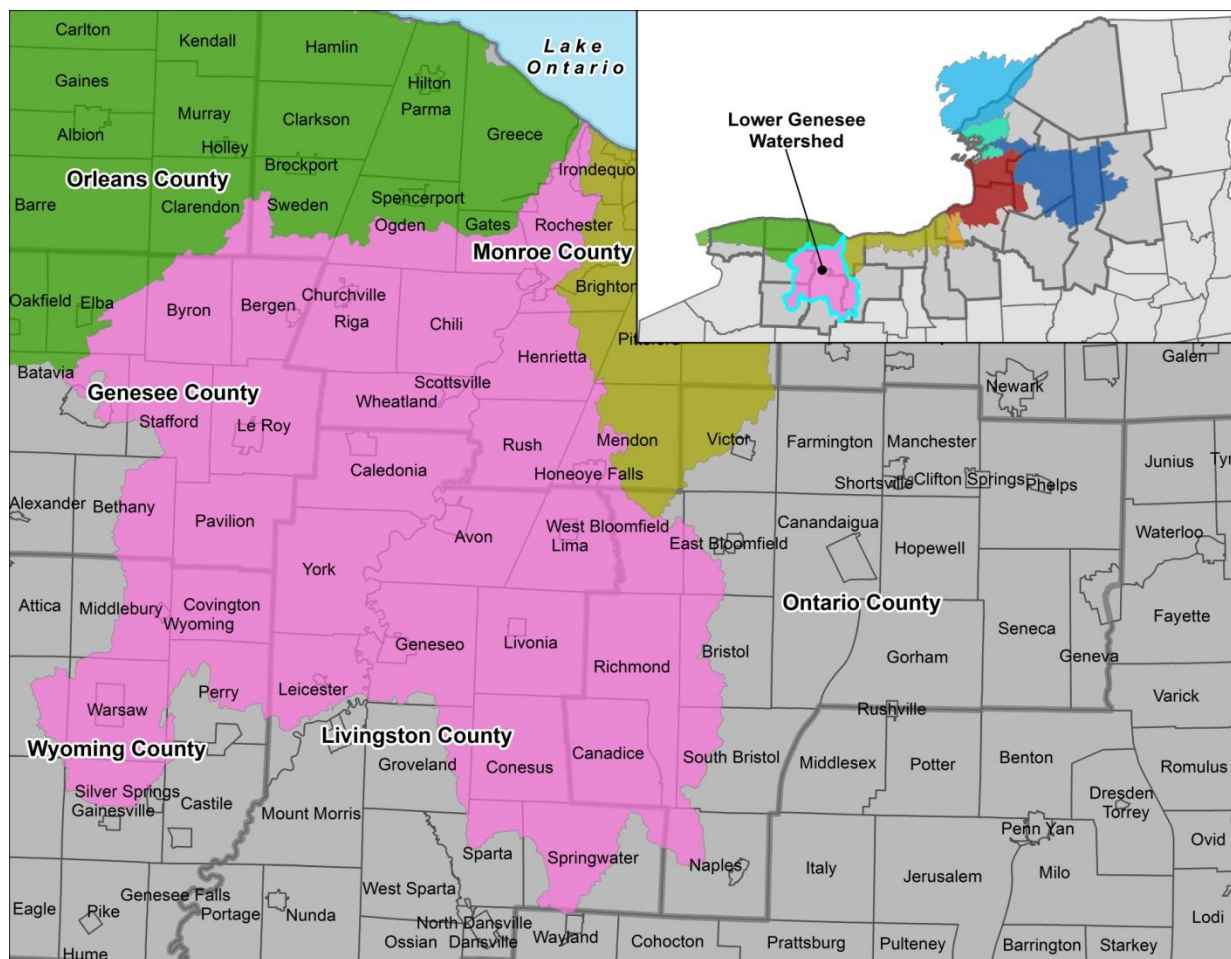 Carlton
Kendall
Hamlin
Lake
Ontario
Gaines
Hilton
Parma
Murray
Clarkson
Greece
Albion
Holley
Brockport
Irondequo
Orleans County
Spencerport
Barre
Clarendon
Sweden
Ogden
Gates
Rochester
Monroe County
Lower Genesee
Watershed
Oakfield
Elba
Byron
Bergen
Churchville
Riga
Chili
Brighton
Henrietta
Pittsford
Galen
Batavia
Genesee County
Scottsville
Wheatland
Newark
Stafford
Le Roy
Rush
Mendon
Victor
Farmington
Manchester
Caledonia
Honeoye Falls
Shortsville
Clifton Springs
Phelps
Junius
Tyr
Alexander
Bethany
Pavilion
Avon
West Bloomfield
Lima
East Bloomfield
Canandaigua
Hopewell
Waterloo
York
Attica
Middlebury
Covington
Wyoming
Ontario County
Fayette
Geneseo
Livonia
Richmond
Bristol
Seneca
Gorham
Geneva
Perry
Leicester
Varick
Warsaw
Rushville
Wyoming County
Livingston County
Groveland
Conesus
Canadice
South Bristol
Middlesex
Potter
Benton
Romulus
Silver Springs
Gainesville
Castile
Mount Morris
Dresden
Torrey
Penn Yan
Ovid
Sparta
Springwater
Naples
Italy
Jerusalem
Milo
Genesee Falls
Eagle
Pike
Portage
Nunda
West Sparta
Lodi
North Dansville
Hume
Ossian
Dansville
Wayland
Cohocton
Prattsburg
Pulteney
Barrington
Starkey